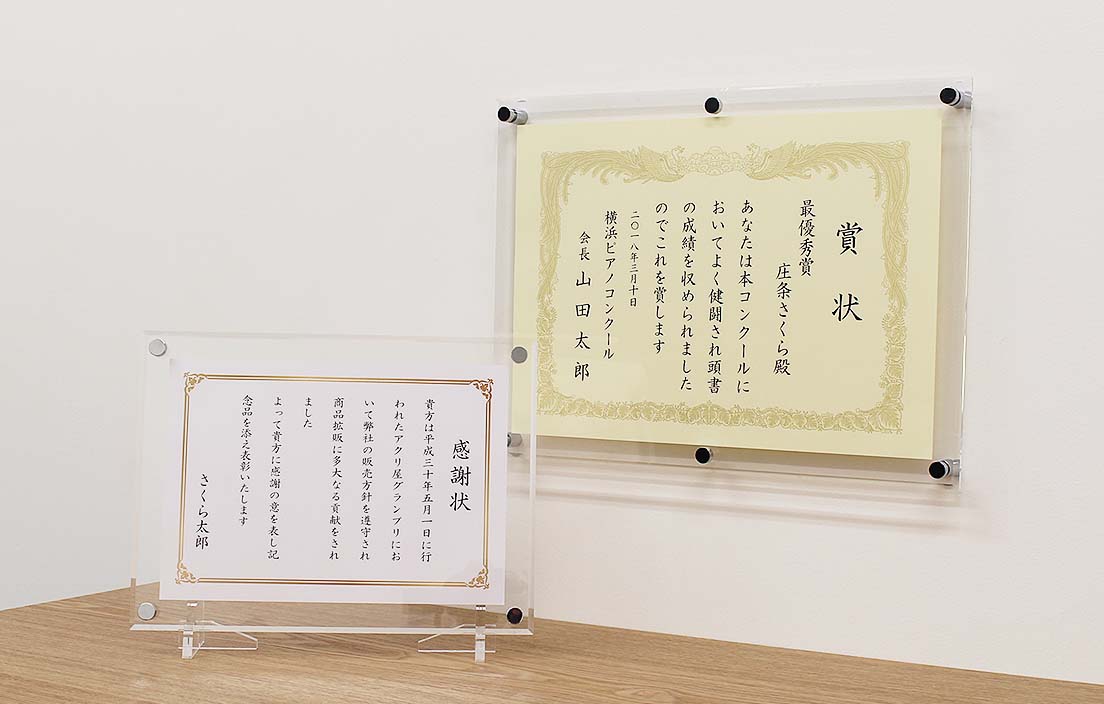 賞状
最優秀賞
庄条さくら殿
あなたは本コンクールに
おいてよく健闘され頭書
の成績を収められました
のでこれを賞します
二〇一八年三月十日
横浜ピアノコンクール
会長 山田太郎
感謝状
貴方は平成三十年五月一日に行
われたアクリ屋グランプリにお
いて弊社の販売方針を遵守され
商品拡販に多大なる貢献をされ
ました
よって貴方に感謝の意を表し記
念品を添え表彰いたします
さくら太郎